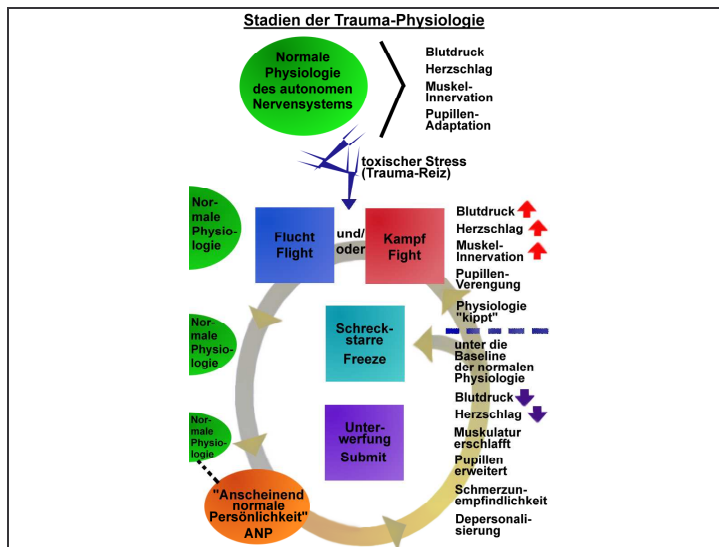 Stadien der Trauma-Physiologie
Normale
Physiologie
des autonomen
Nervensystems
Blutdruck
Herzschlag
Muskel-
Innervation
Pupillen-
Adaptation
toxischer Stress
(Trauma-Reiz)
Nor-
male
Physio-
logie
Flucht
Flight
und/
oder
Kampf
Fight
Blutdruck
Herzschlag
Muskel-
Innervation
Pupillen-
Verengung
Physiologie
"kippt"
Nor-
male
Physio-
logie
Schreck-
starre
Freeze
unter die
Baseline
der normalen
Physiologie
Blutdruck
Herzschlag
Muskulatur
erschlafft
Pupillen
erweitert
Schmerzun-
empfindlichkeit
Depersonali-
sierung
Nor-
male
Physio-
logie
Unter-
werfung
Submit
"Anscheinend
normale
Persönlichkeit"
ANP